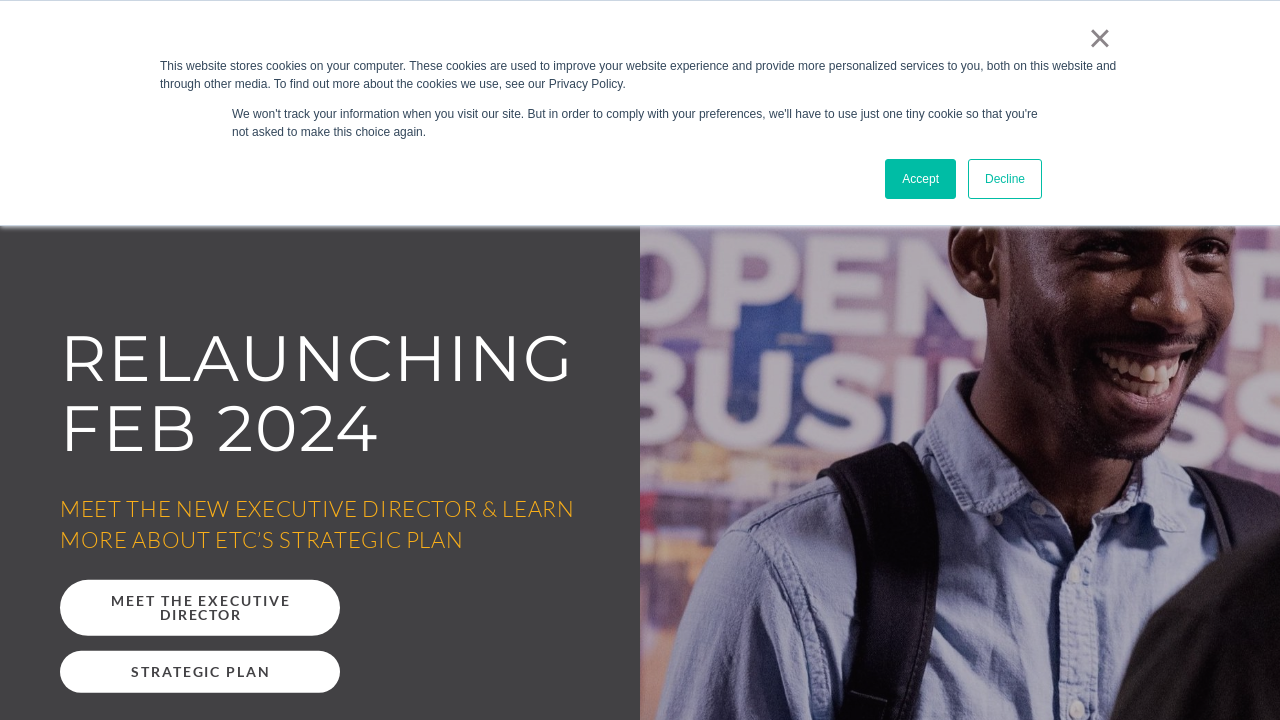 ×
This website stores cookies on your computer. These cookies are used to improve your website experience and provide more personalized services to you, both on this website and
through other media. To find out more about the cookies we use, see our Privacy Policy.
We won't track your information when you visit our site. But in order to comply with your preferences, we'll have to use just one tiny cookie so that you're
not asked to make this choice again.
Accept
Decline
RELAUNCHING
FEB 2024
MEET THE NEW EXECUTIVE DIRECTOR & LEARN
MORE ABOUT ETC’S STRATEGIC PLAN
MEET THE EXECUTIVE
DIRECTOR
STRATEGIC PLAN
OPEN
BUSINESS